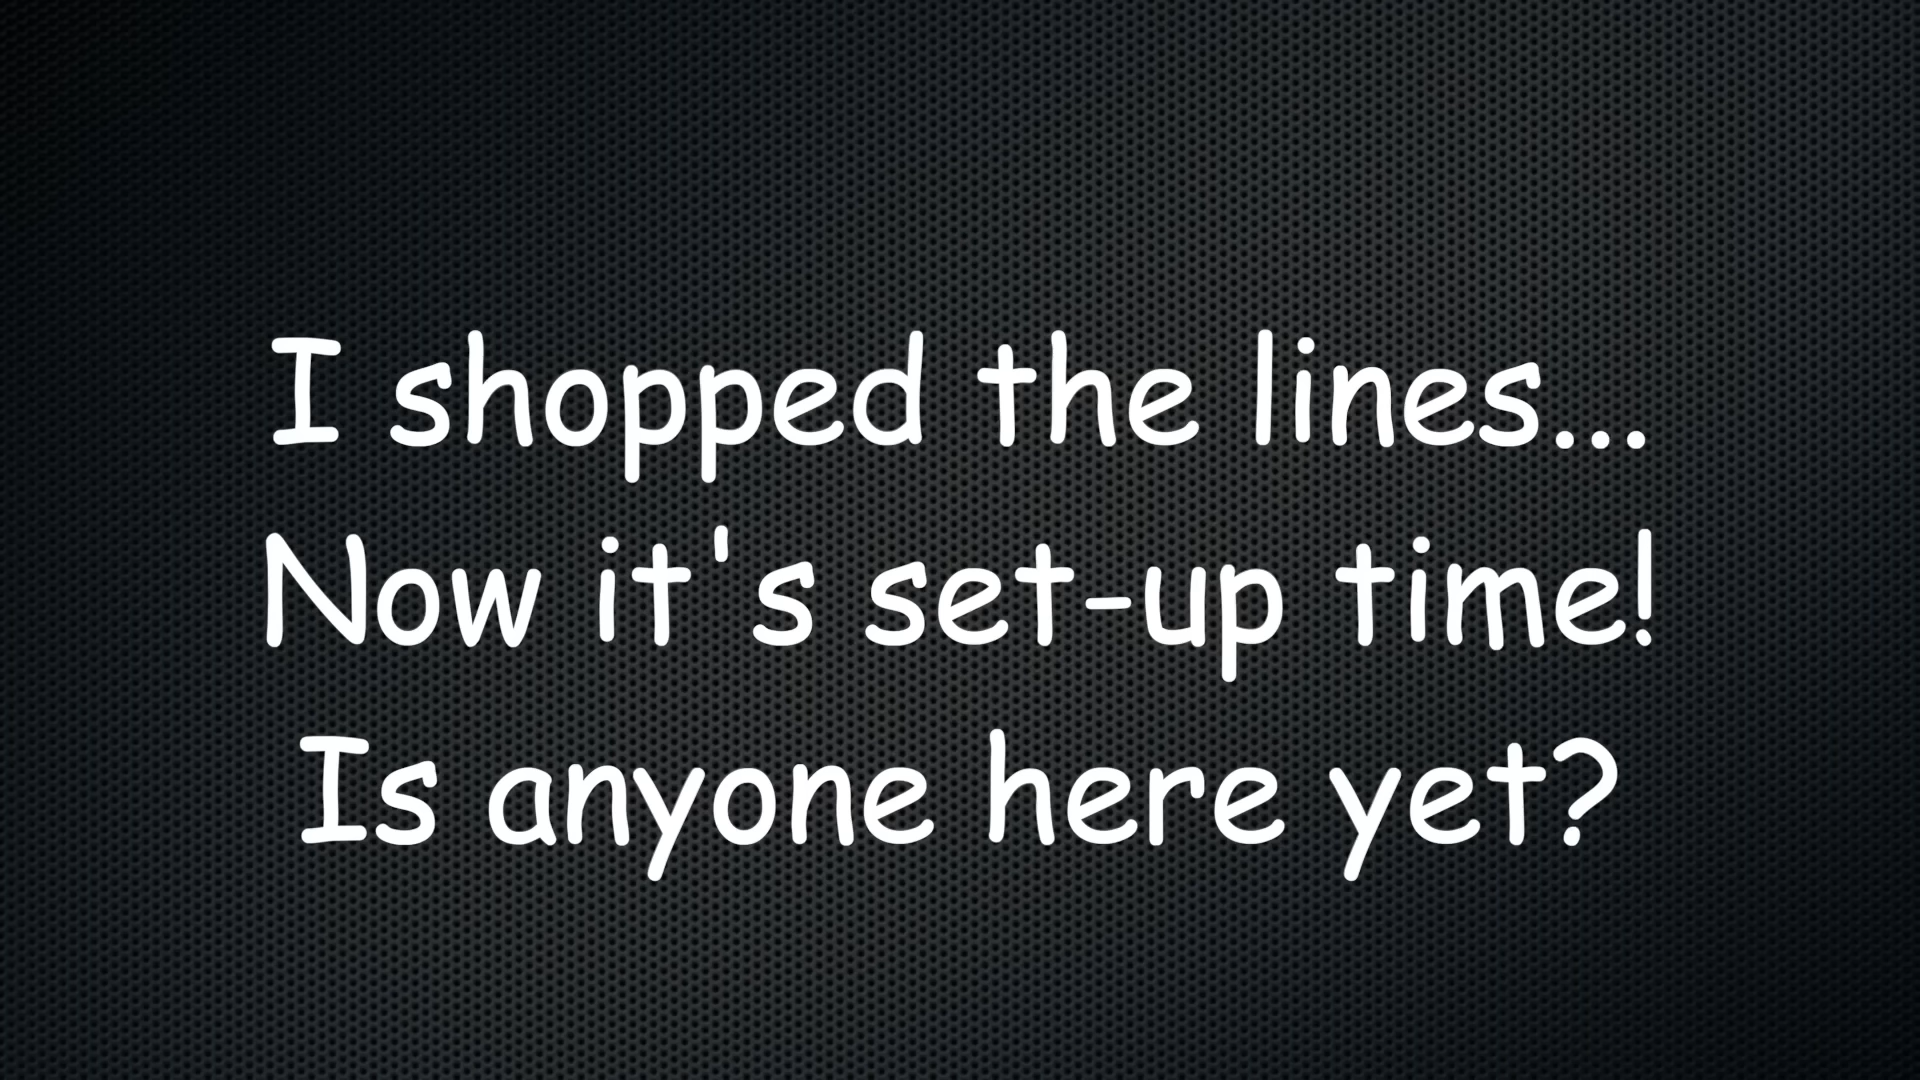 I shopped the lines...
Now it's set-up time!
Is anyone here yet?